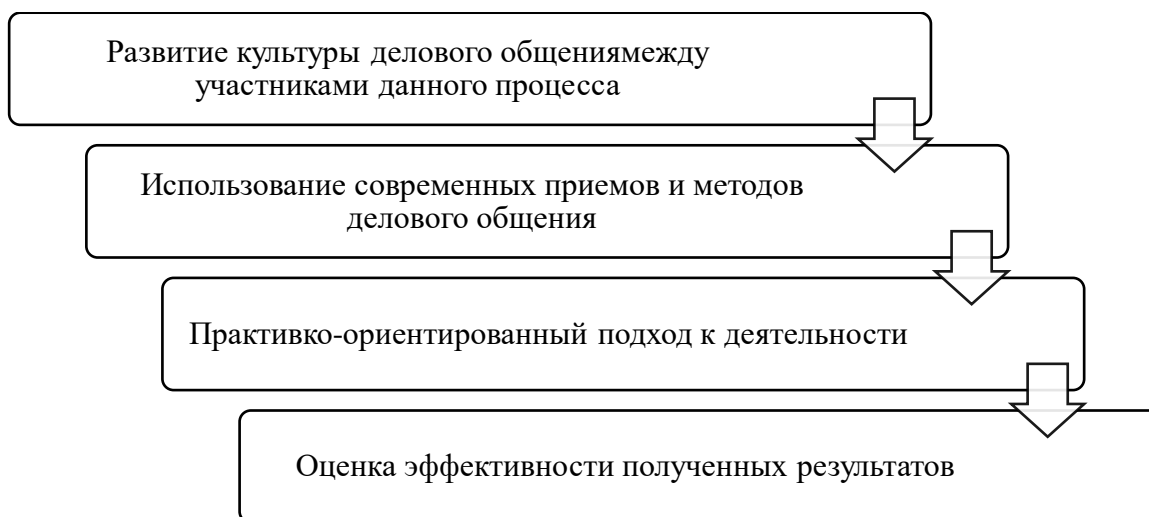 Развитие культуры делового общениямежду
участниками данного процесса
Использование современных приемов и методов
делового общения
Практивко-ориентированный подход к деятельности
Оценка эффективности полученных результатов